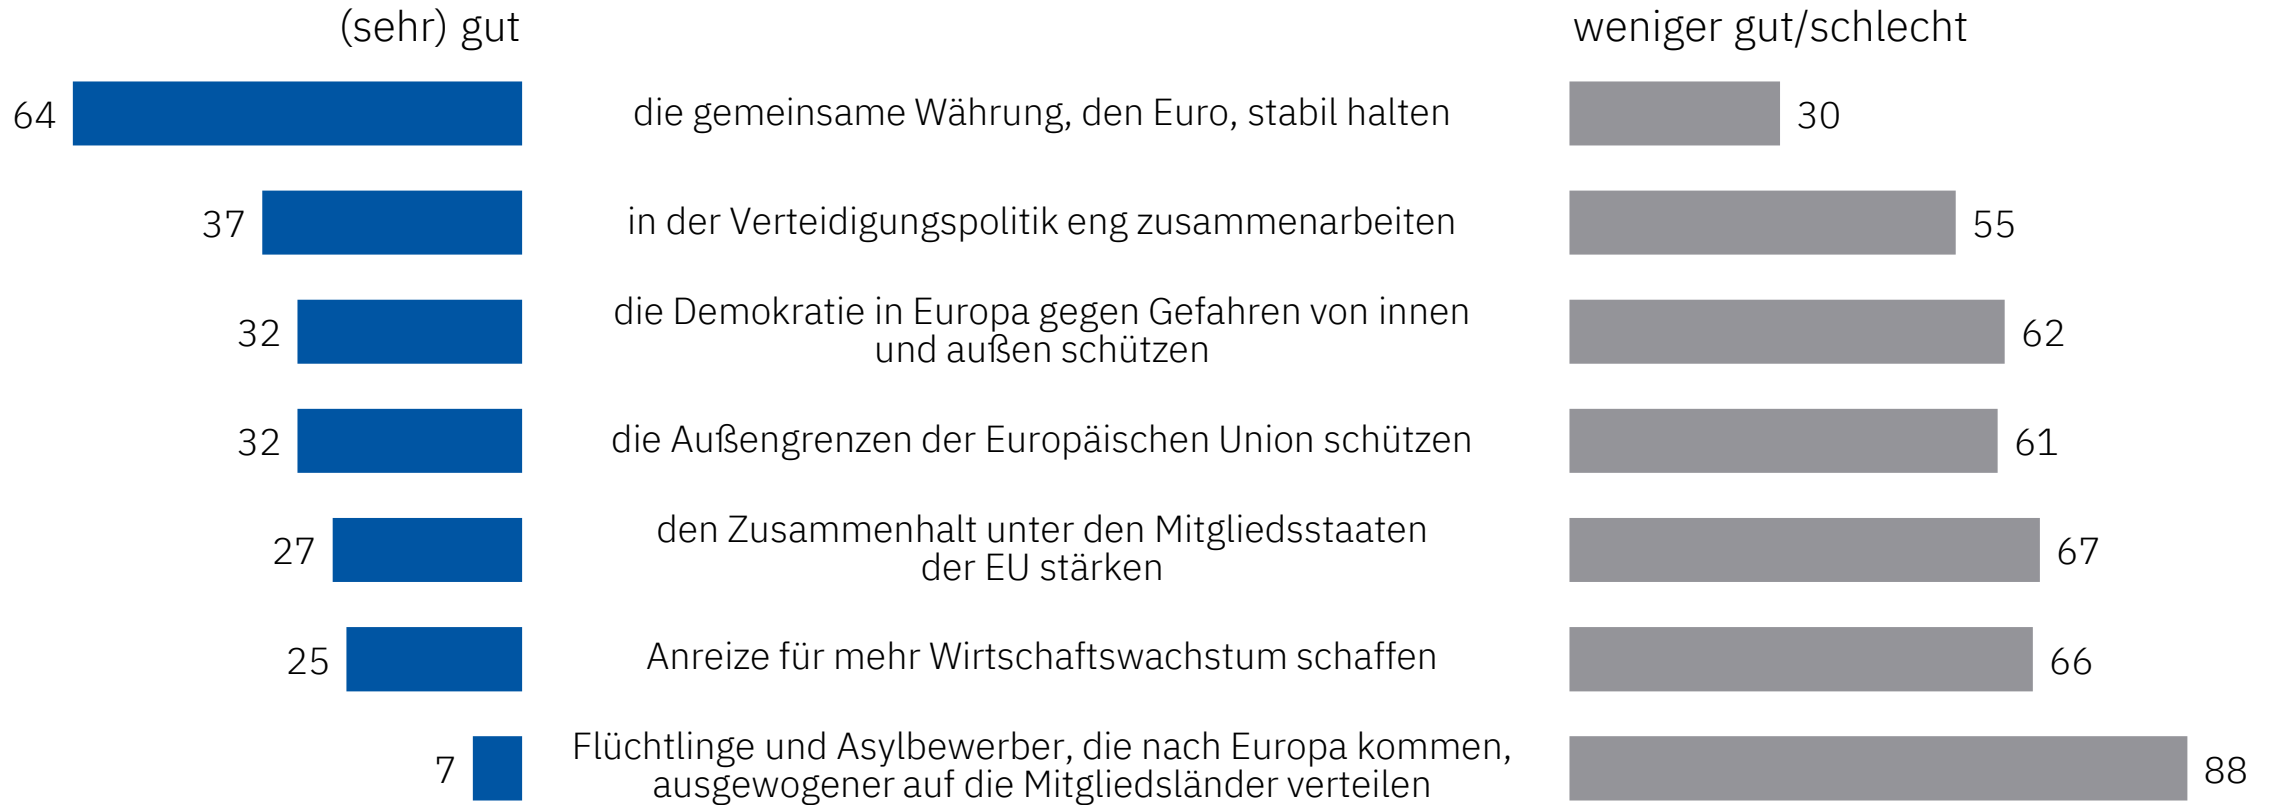 (sehr) gut
weniger gut/schlecht
64
die gemeinsame Währung, den Euro, stabil halten
30
37
in der Verteidigungspolitik eng zusammenarbeiten
55
32
die Demokratie in Europa gegen Gefahren von innen
und außen schützen
62
32
die Außengrenzen der Europäischen Union schützen
61
27
den Zusammenhalt unter den Mitgliedsstaaten
der EU stärken
67
25
Anreize für mehr Wirtschaftswachstum schaffen
66
7
Flüchtlinge und Asylbewerber, die nach Europa kommen,
ausgewogener auf die Mitgliedsländer verteilen
88